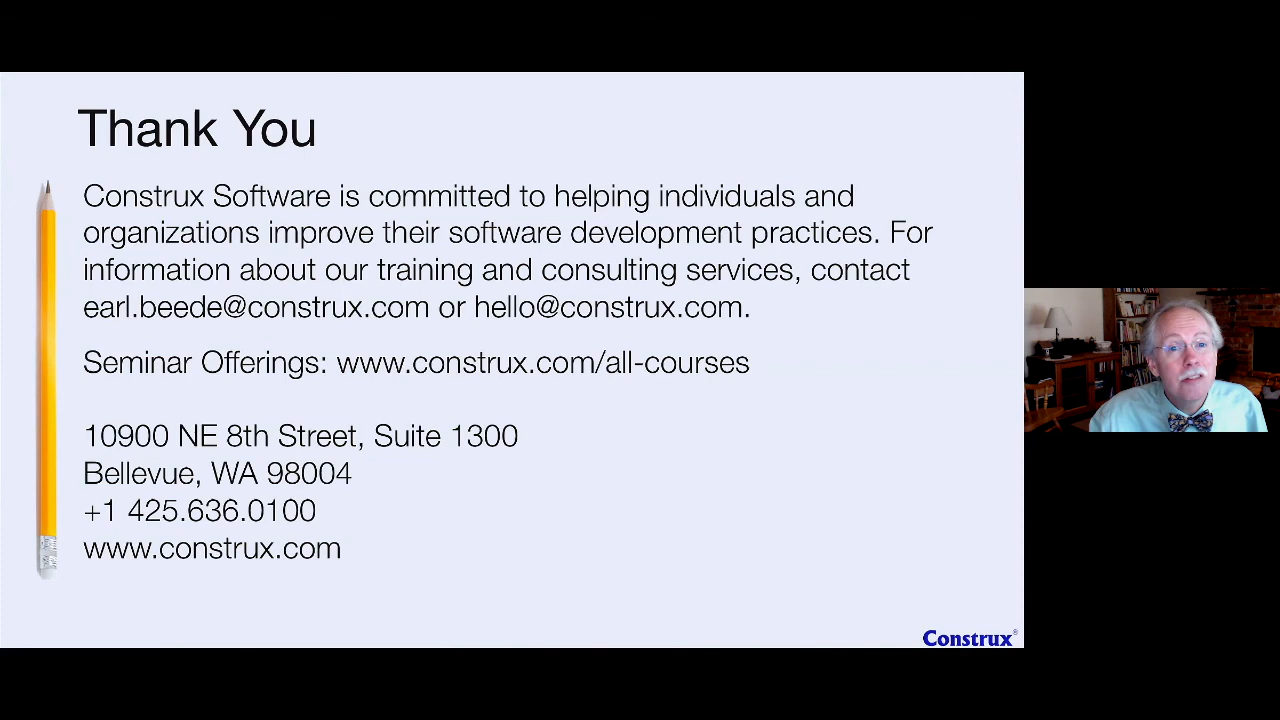 Thank You
Construx Software is committed to helping individuals and
organizations improve their software development practices. For
information about our training and consulting services, contact
earl.beede@construx.com or hello@construx.com.
Seminar Offerings: www.construx.com/all-courses
10900 NE 8th Street, Suite 1300
Bellevue, WA 98004
+1 425.636.0100
www.construx.com
Construx®